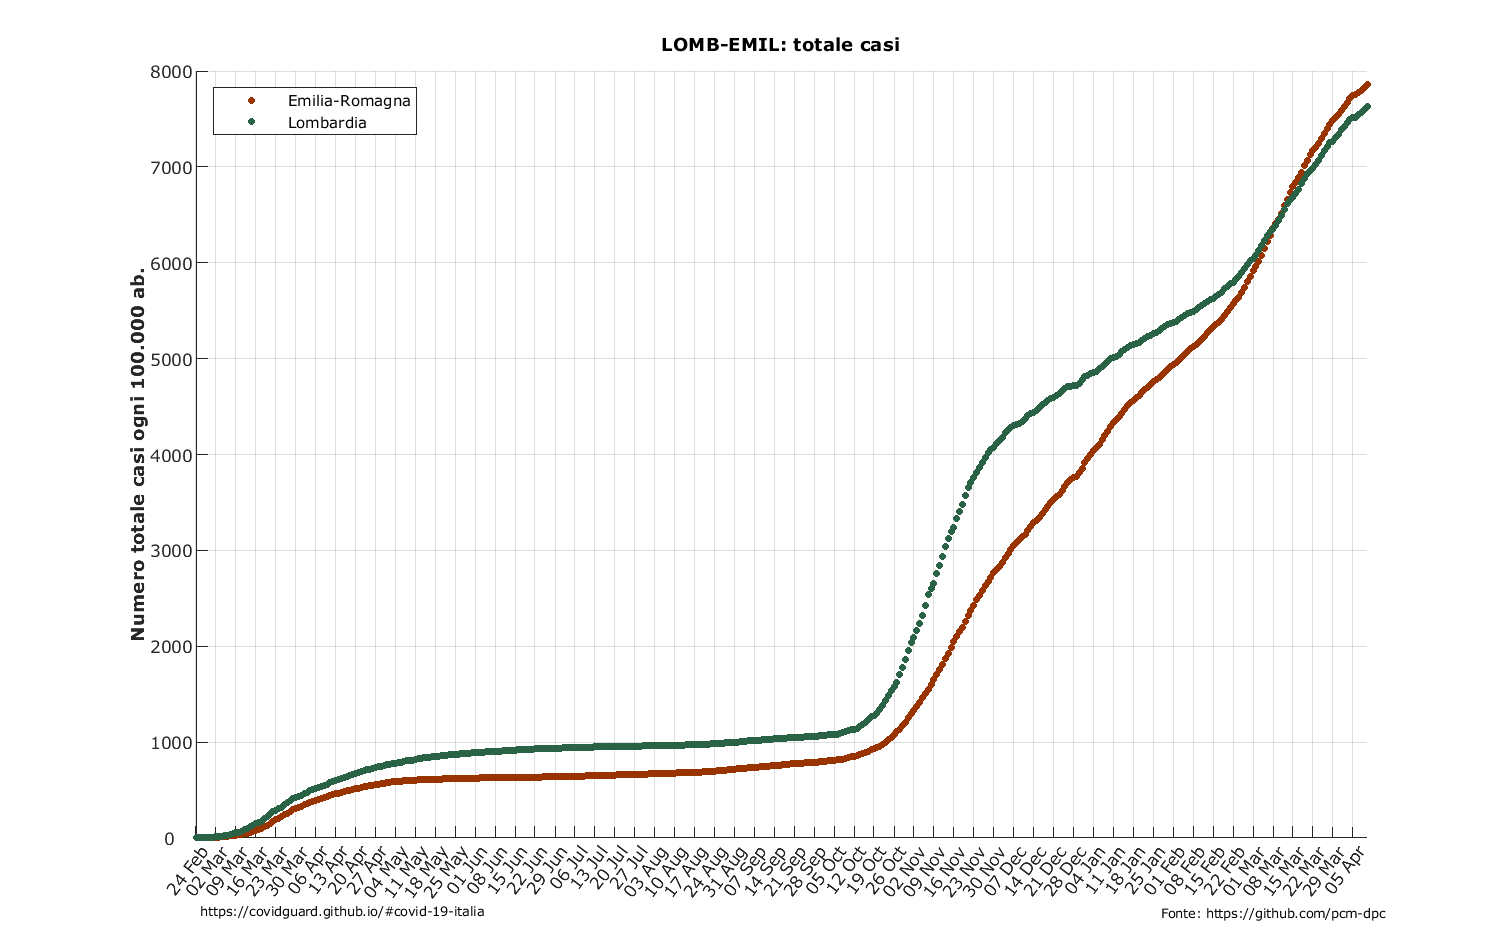 LOMB-EMIL: totale casi
Emilia-Romagna
Lombardia
Numero totale casi ogni 100.000 ab.
8000
7000
6000
5000
4000
3000
2000
1000
0
24 Feb
02 Mar
09 Mar
16 Mar
23 Mar
30 Mar
06 Apr
13 Apr
20 Apr
27 Apr
04 May
11 May
18 May
25 May
01 Jun
08 Jun
15 Jun
22 Jun
29 Jun
06 Jul
13 Jul
20 Jul
27 Jul
03 Aug
10 Aug
17 Aug
24 Aug
31 Aug
07 Sep
14 Sep
21 Sep
28 Sep
05 Oct
12 Oct
19 Oct
26 Oct
02 Nov
09 Nov
16 Nov
23 Nov
30 Nov
07 Dec
14 Dec
21 Dec
28 Dec
04 Jan
11 Jan
18 Jan
25 Jan
01 Feb
08 Feb
15 Feb
22 Feb
01 Mar
08 Mar
15 Mar
22 Mar
29 Mar
05 Apr
https://covidguard.github.io/#covid-19-italia
Fonte: https://github.com/pcm-dpc